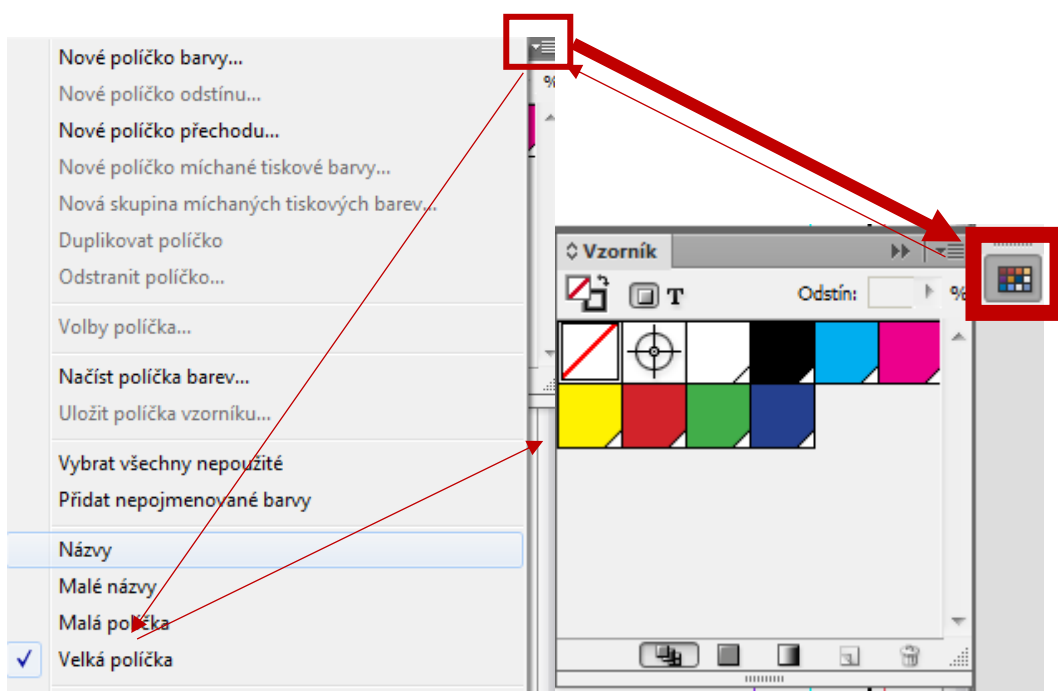 Nové políčko barvy...
Nové políčko odstínu...
Nové políčko přechodu...
Nové políčko míchané tiskové barvy...
Nová skupina míchaných tiskových barev...
Duplikovat políčko
Odstranit políčko...
Volby políčka...
Načíst políčka barev...
Uložit políčka vzorníku...
Vybrat všechny nepoužité
Přidat nepojmenované barvy
Názvy
Malé názvy
Malá políčka
Velká políčka
%
Vzorník
T
Odstín:
%